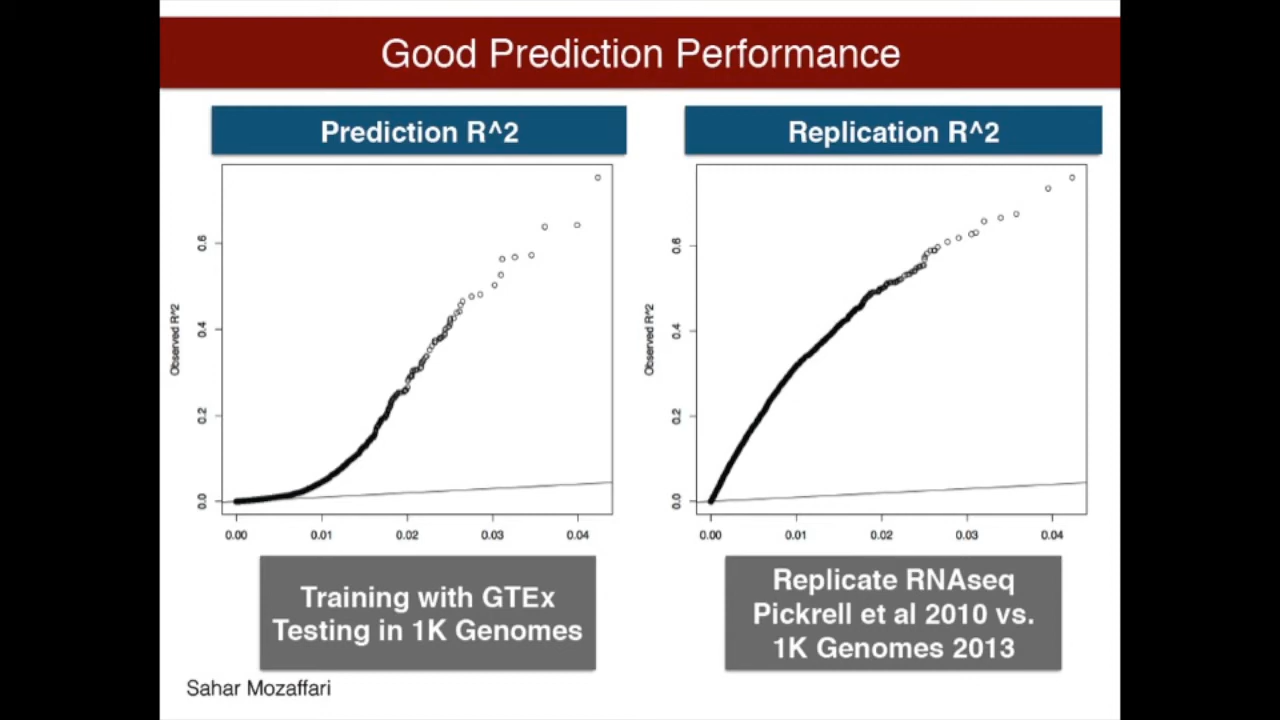 Good Prediction Performance
Prediction R^2
Replication R^2
Observed R^2
0.0
0.2
0.4
0.6
0.00
0.01
0.02
0.03
0.04
Observed R^2
0.0
0.2
0.4
0.6
0.00
0.01
0.02
0.03
0.04
Training with GTEx
Testing in 1K Genomes
Replicate RNAseq
Pickrell et al 2010 vs.
1K Genomes 2013
Sahar Mozaffari